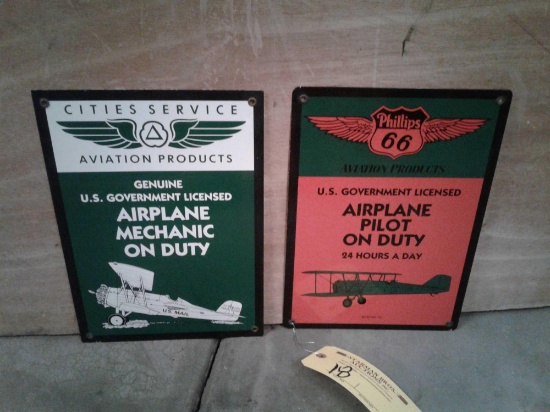 CITIES SERVICE
AVIATION PRODUCTS
GENUINE
U.S. GOVERNMENT LICENSED
AIRPLANE
MECHANIC
ON DUTY
U.S. MAIL
Phillips
66
AVIATION PRODUCTS
U.S. GOVERNMENT LICENSED
AIRPLANE
PILOT
ON DUTY
24 HOURS A DAY
18